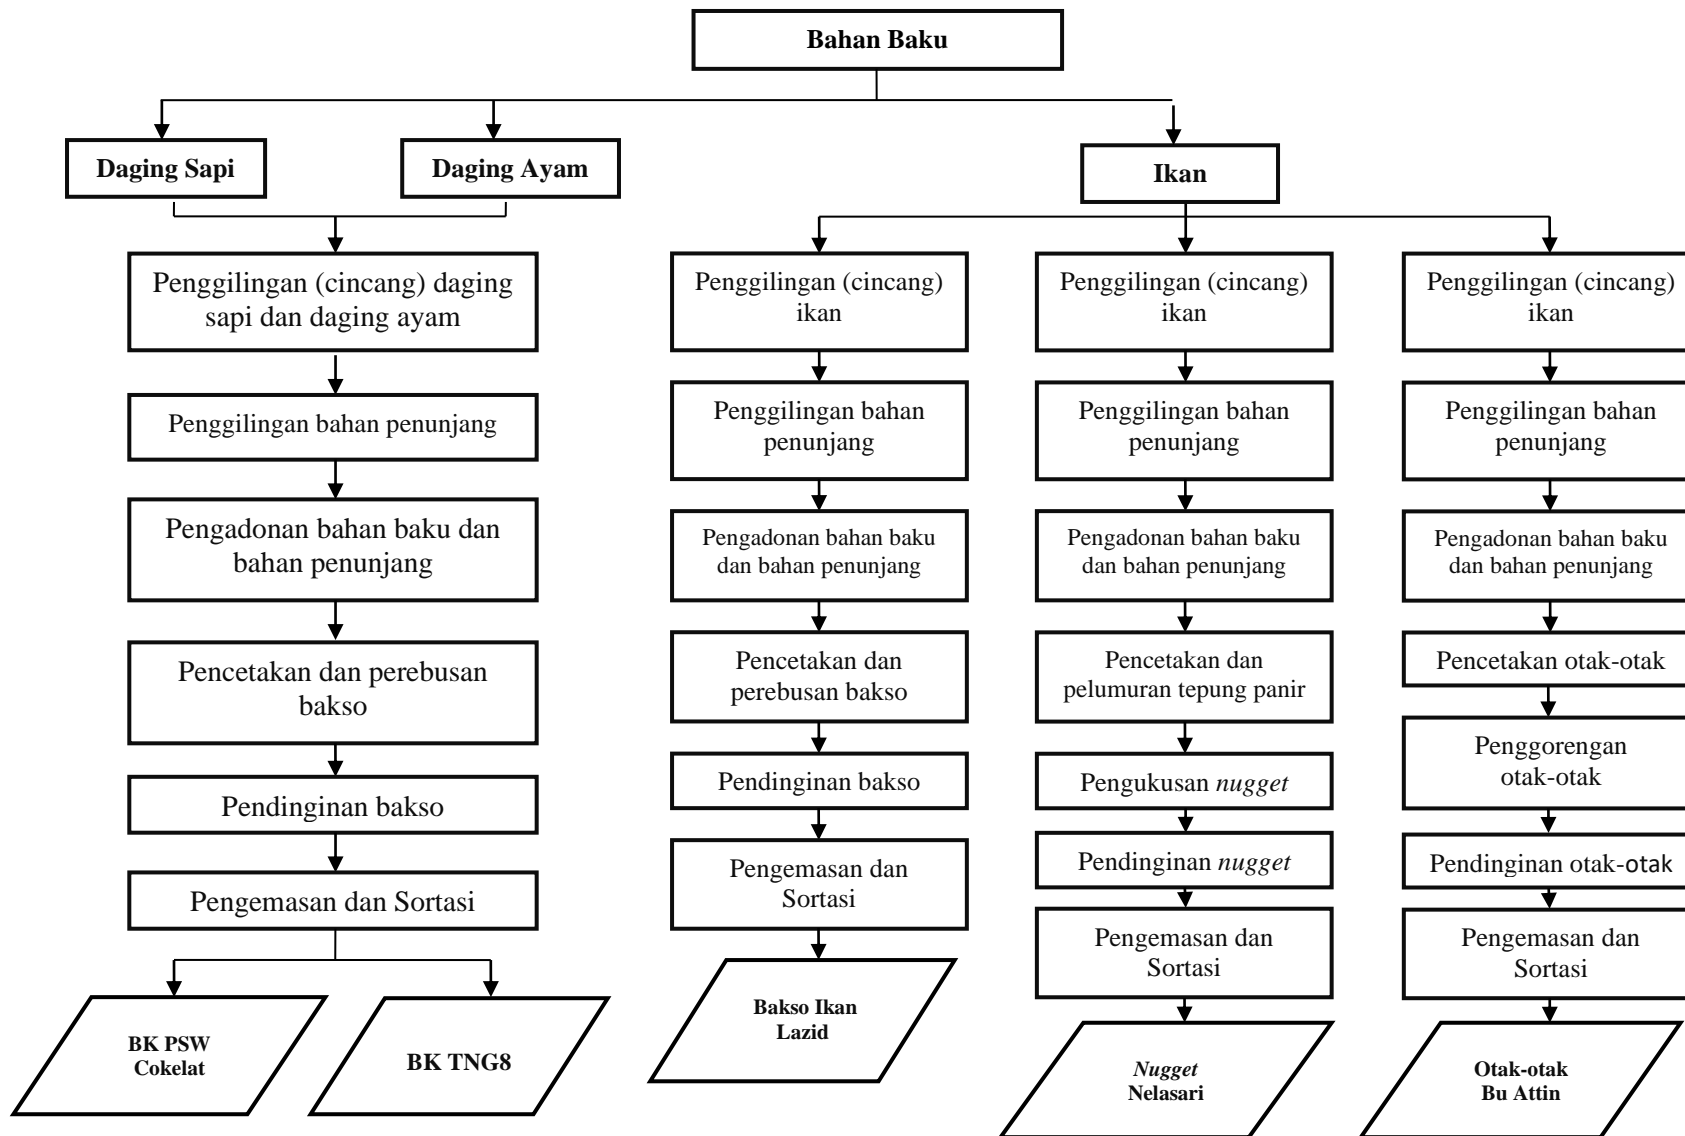 Bahan Baku
Daging Sapi
Daging Ayam
Ikan
Penggilingan (cincang) daging
sapi dan daging ayam
Penggilingan bahan penunjang
Pengadonan bahan baku dan
bahan penunjang
Pencetakan dan perebusan
bakso
Pendinginan bakso
Pengemasan dan Sortasi
BK PSW
Cokelat
BK TNG8
Penggilingan (cincang)
ikan
Penggilingan bahan
penunjang
Pengadonan bahan baku
dan bahan penunjang
Pencetakan dan
perebusan bakso
Pendinginan bakso
Pengemasan dan
Sortasi
Bakso Ikan
Lazid
Penggilingan (cincang)
ikan
Penggilingan bahan
penunjang
Pengadonan bahan baku
dan bahan penunjang
Pencetakan dan
pelumuran tepung panir
Pengukusan nugget
Pendinginan nugget
Pengemasan dan
Sortasi
Nugget
Nelasari
Penggilingan (cincang)
ikan
Penggilingan bahan
penunjang
Pengadonan bahan baku
dan bahan penunjang
Pencetakan otak-otak
Penggorengan
otak-otak
Pendinginan otak-otak
Pengemasan dan
Sortasi
Otak-otak
Bu Attin